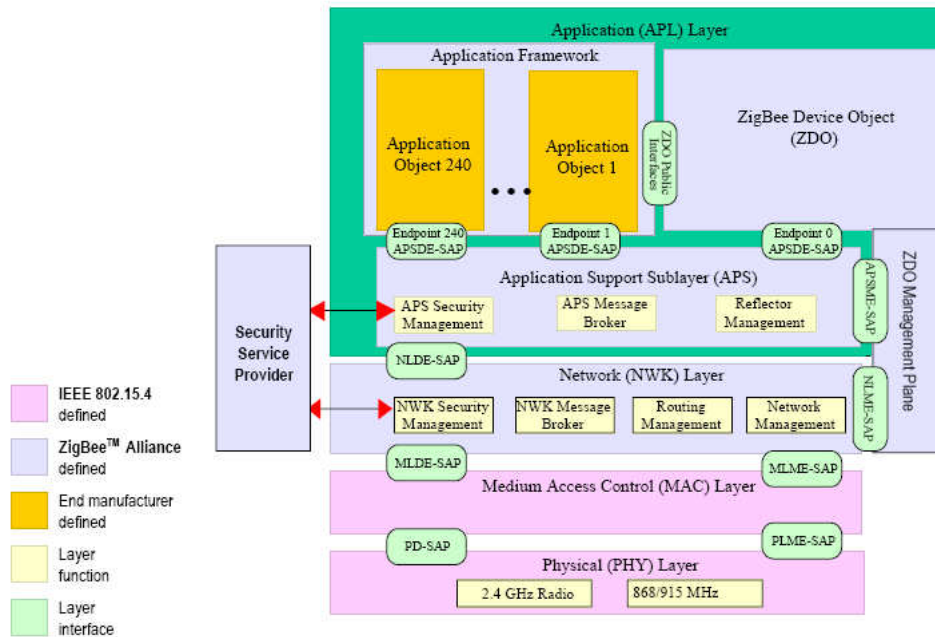 Application (APL) Layer
Application Framework
Application
Object 240
Application
Object 1
ZDO Public
Interfaces
ZigBee Device Object
(ZDO)
Endpoint 240
APSDE-SAP
Endpoint 1
APSDE-SAP
Endpoint 0
APSDE-SAP
Application Support Sublayer (APS)
APS Security
Management
APS Message
Broker
Reflector
Management
APSME-SAP
ZDO Management Plane
Security
Service
Provider
NLDE-SAP
Network (NWK) Layer
NWK Security
Management
NWK Message
Broker
Routing
Management
Network
Management
NLME-SAP
MLDE-SAP
MLME-SAP
Medium Access Control (MAC) Layer
PD-SAP
PLME-SAP
Physical (PHY) Layer
2.4 GHz Radio
868/915 MHz
IEEE 802.15.4
defined
ZigBee™ Alliance
defined
End manufacturer
defined
Layer
function
Layer
interface